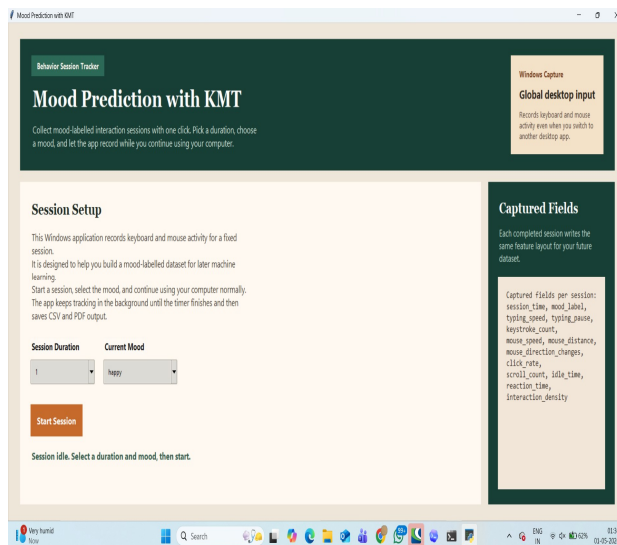 Mood Prediction with KMT
Behavior Session Tracker
Mood Prediction with KMT
Collect mood-labelled interaction sessions with one click. Pick a duration, choose
a mood, and let the app record while you continue using your computer.
Windows Capture
Global desktop input
Records keyboard and mouse
activity even when you switch to
another desktop app.
Session Setup
This Windows application records keyboard and mouse activity for a fixed
session.
It is designed to help you build a mood-labelled dataset for later machine
learning.
Start a session, select the mood, and continue using your computer normally.
The app keeps tracking in the background until the timer finishes and then
saves CSV and PDF output.
Session Duration
Current Mood
1
happy
Start Session
Session idle. Select a duration and mood, then start.
Captured Fields
Each completed session writes the
same feature layout for your future
dataset.
Captured fields per session:
session_time, mood_label,
typing_speed, typing_pause,
keystroke_count,
mouse_speed, mouse_distance,
mouse_direction_changes,
click_rate,
scroll_count, idle_time,
reaction_time,
interaction_density
1
Very humid
Now
Search
99+
ENG
IN
62%